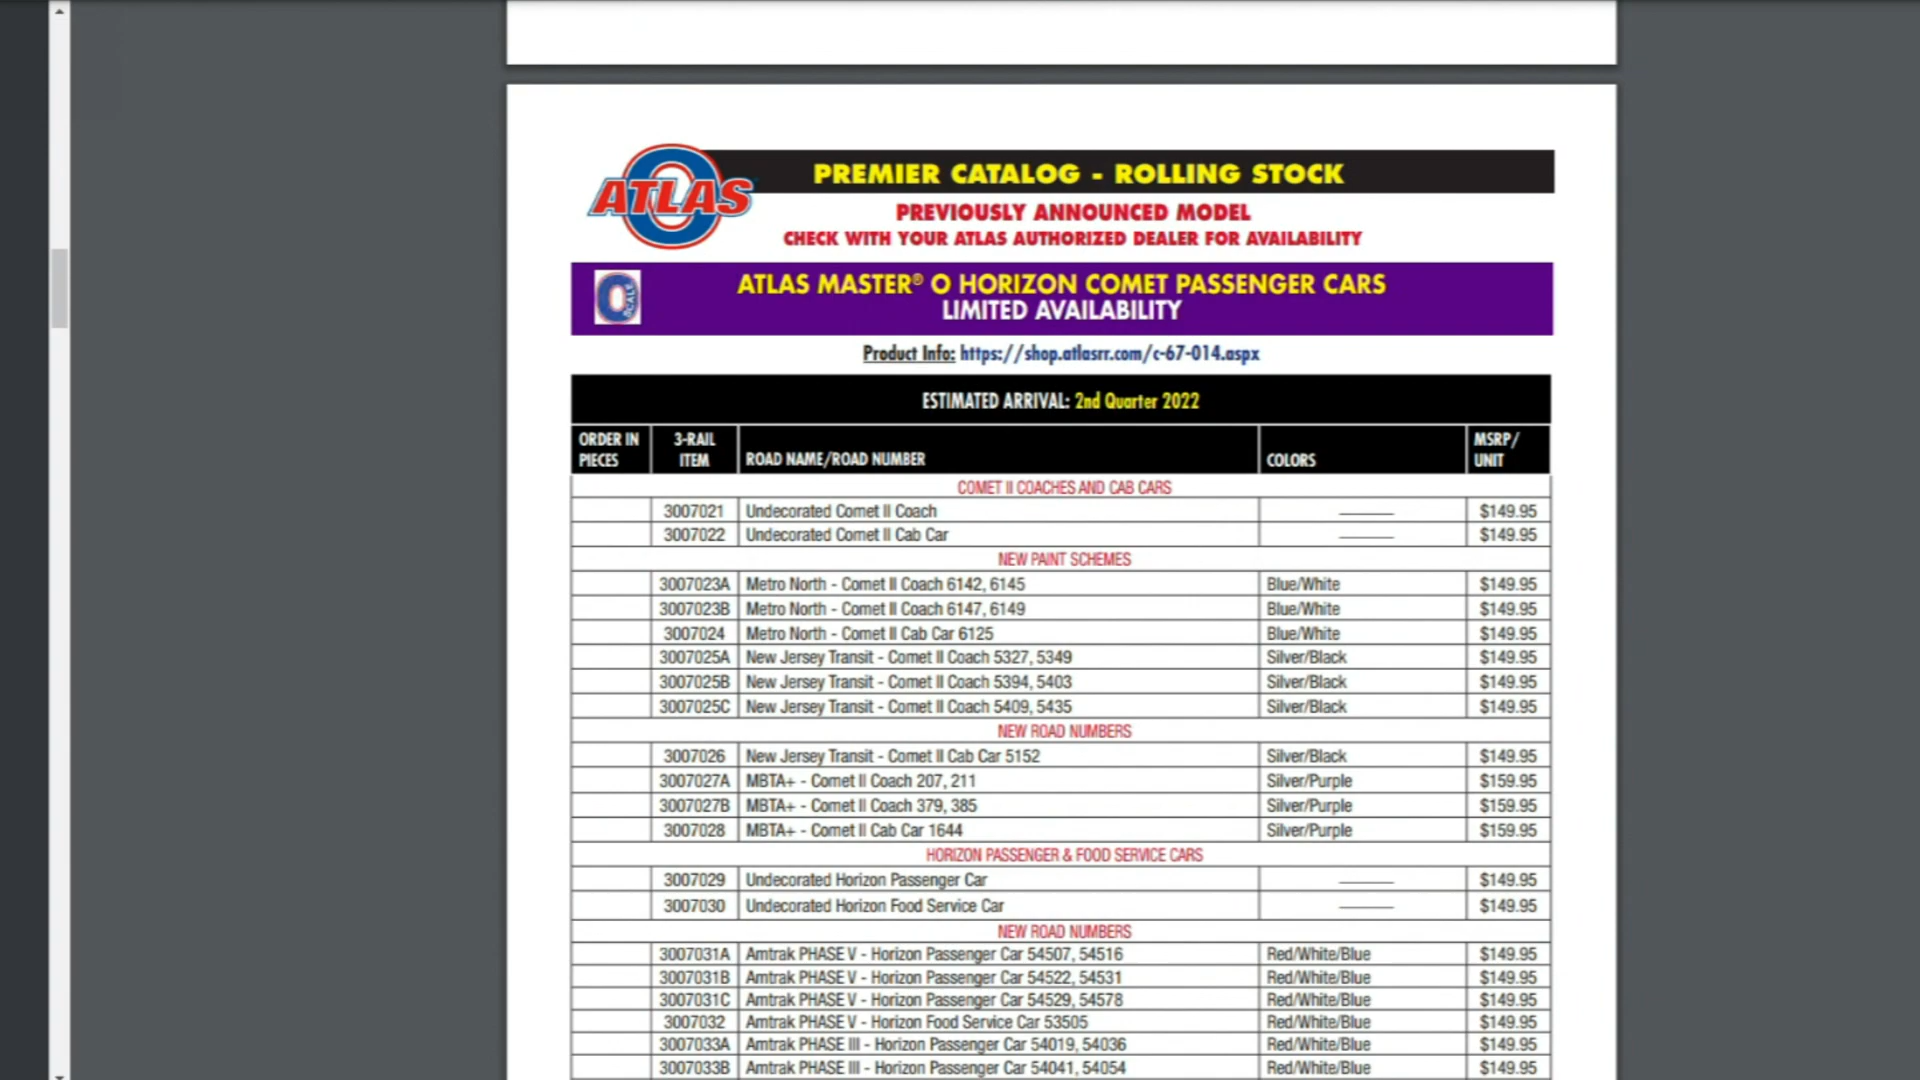 ATLAS
PREMIER CATALOG - ROLLING STOCK
PREVIOUSLY ANNOUNCED MODEL
CHECK WITH YOUR ATLAS AUTHORIZED DEALER FOR AVAILABILITY
O SCALE
ATLAS MASTER® O HORIZON COMET PASSENGER CARS
LIMITED AVAILABILITY
Product Info: https://shop.atlasrr.com/c-67-014.aspx
ESTIMATED ARRIVAL: 2nd Quarter 2022
ORDER IN PIECES 3-RAIL ITEM ROAD NAME/ROAD NUMBER COLORS MSRP/ UNIT
COMET II COACHES AND CAB CARS
3007021 Undecorated Comet II Coach $149.95
3007022 Undecorated Comet II Cab Car $149.95
NEW PAINT SCHEMES
3007023A Metro North - Comet II Coach 6142, 6145 Blue/White $149.95
3007023B Metro North - Comet II Coach 6147, 6149 Blue/White $149.95
3007024 Metro North - Comet II Cab Car 6125 Blue/White $149.95
3007025A New Jersey Transit - Comet II Coach 5327, 5349 Silver/Black $149.95
3007025B New Jersey Transit - Comet II Coach 5394, 5403 Silver/Black $149.95
3007025C New Jersey Transit - Comet II Coach 5409, 5435 Silver/Black $149.95
NEW ROAD NUMBERS
3007026 New Jersey Transit - Comet II Cab Car 5152 Silver/Black $149.95
3007027A MBTA+ - Comet II Coach 207, 211 Silver/Purple $159.95
3007027B MBTA+ - Comet II Coach 379, 385 Silver/Purple $159.95
3007028 MBTA+ - Comet II Cab Car 1644 Silver/Purple $159.95
HORIZON PASSENGER & FOOD SERVICE CARS
3007029 Undecorated Horizon Passenger Car $149.95
3007030 Undecorated Horizon Food Service Car $149.95
NEW ROAD NUMBERS
3007031A Amtrak PHASE V - Horizon Passenger Car 54507, 54516 Red/White/Blue $149.95
3007031B Amtrak PHASE V - Horizon Passenger Car 54522, 54531 Red/White/Blue $149.95
3007031C Amtrak PHASE V - Horizon Passenger Car 54529, 54578 Red/White/Blue $149.95
3007032 Amtrak PHASE V - Horizon Food Service Car 53505 Red/White/Blue $149.95
3007033A Amtrak PHASE III - Horizon Passenger Car 54019, 54036 Red/White/Blue $149.95
3007033B Amtrak PHASE III - Horizon Passenger Car 54041, 54054 Red/White/Blue $149.95